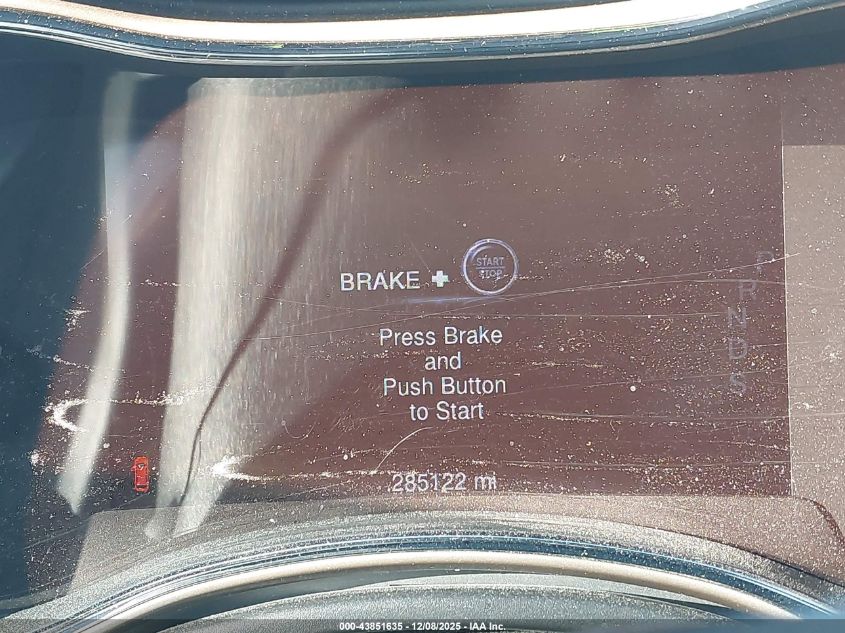 BRAKE + START STOP
Press Brake
and
Push Button
to Start
P
R
N
D
S
285122 mi
000-43851635 - 12/08/2025 - IAA Inc.